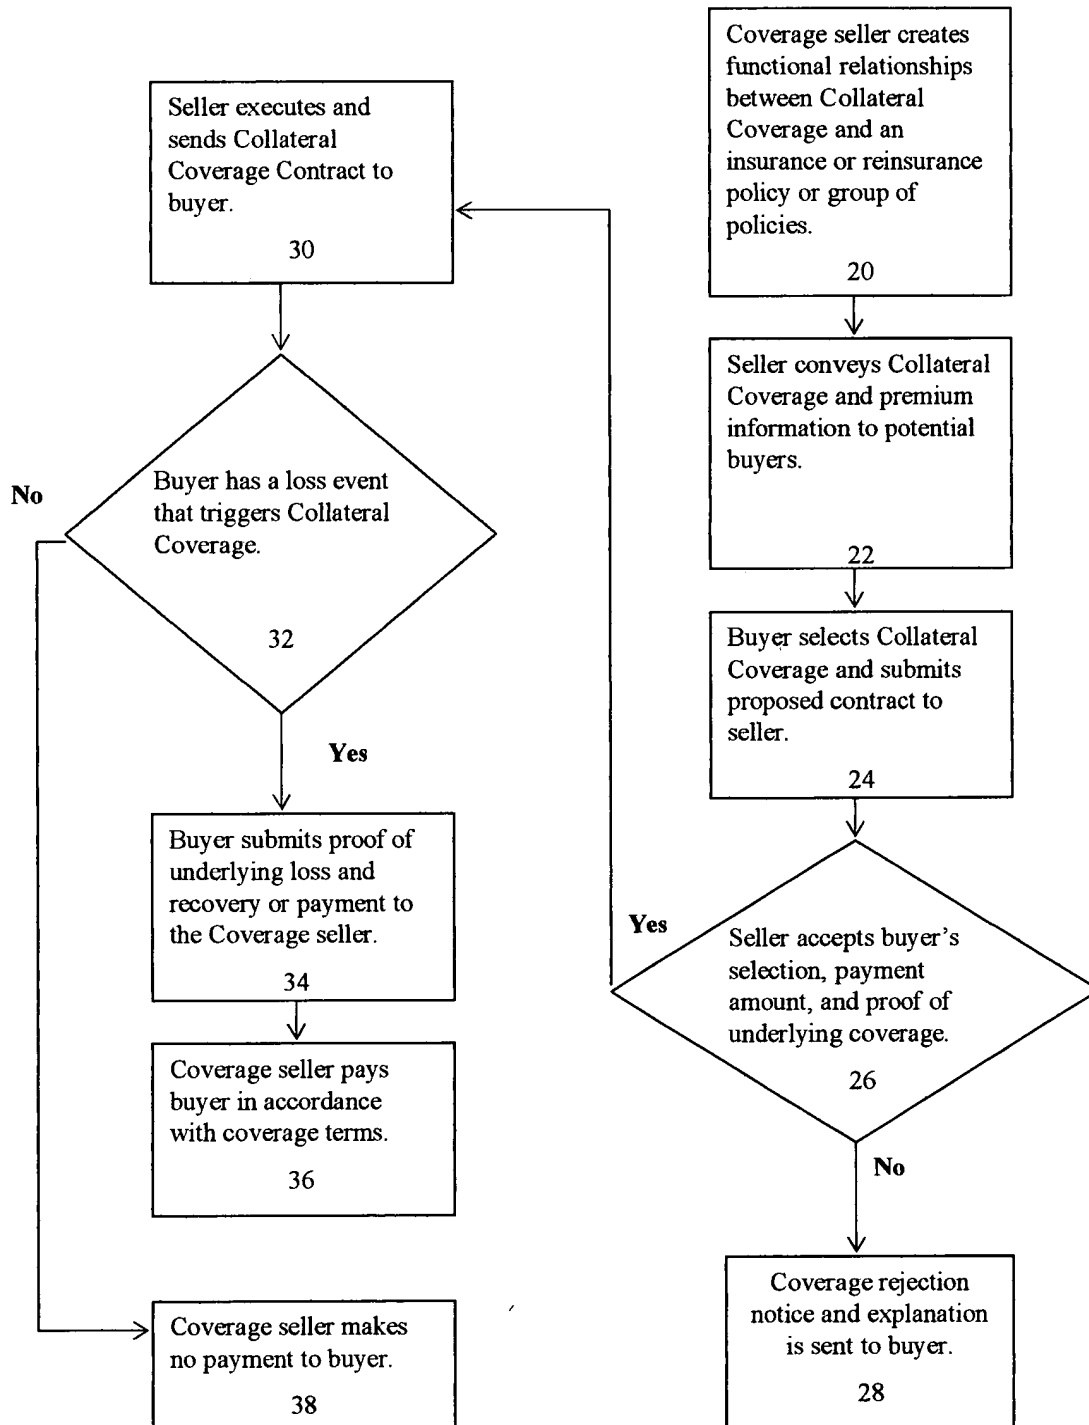 Coverage seller creates
functional relationships
between Collateral
Coverage and an
insurance or reinsurance
policy or group of
policies.
20
Seller conveys Collateral
Coverage and premium
information to potential
buyers.
22
Buyer selects Collateral
Coverage and submits
proposed contract to
seller.
24
Yes
Seller accepts buyer's
selection, payment
amount, and proof of
underlying coverage.
26
No
Coverage rejection
notice and explanation
is sent to buyer.
28
Seller executes and
sends Collateral
Coverage Contract to
buyer.
30
No
Buyer has a loss event
that triggers Collateral
Coverage.
32
Yes
Buyer submits proof of
underlying loss and
recovery or payment to
the Coverage seller.
34
Coverage seller pays
buyer in accordance
with coverage terms.
36
Coverage seller makes
no payment to buyer.
38